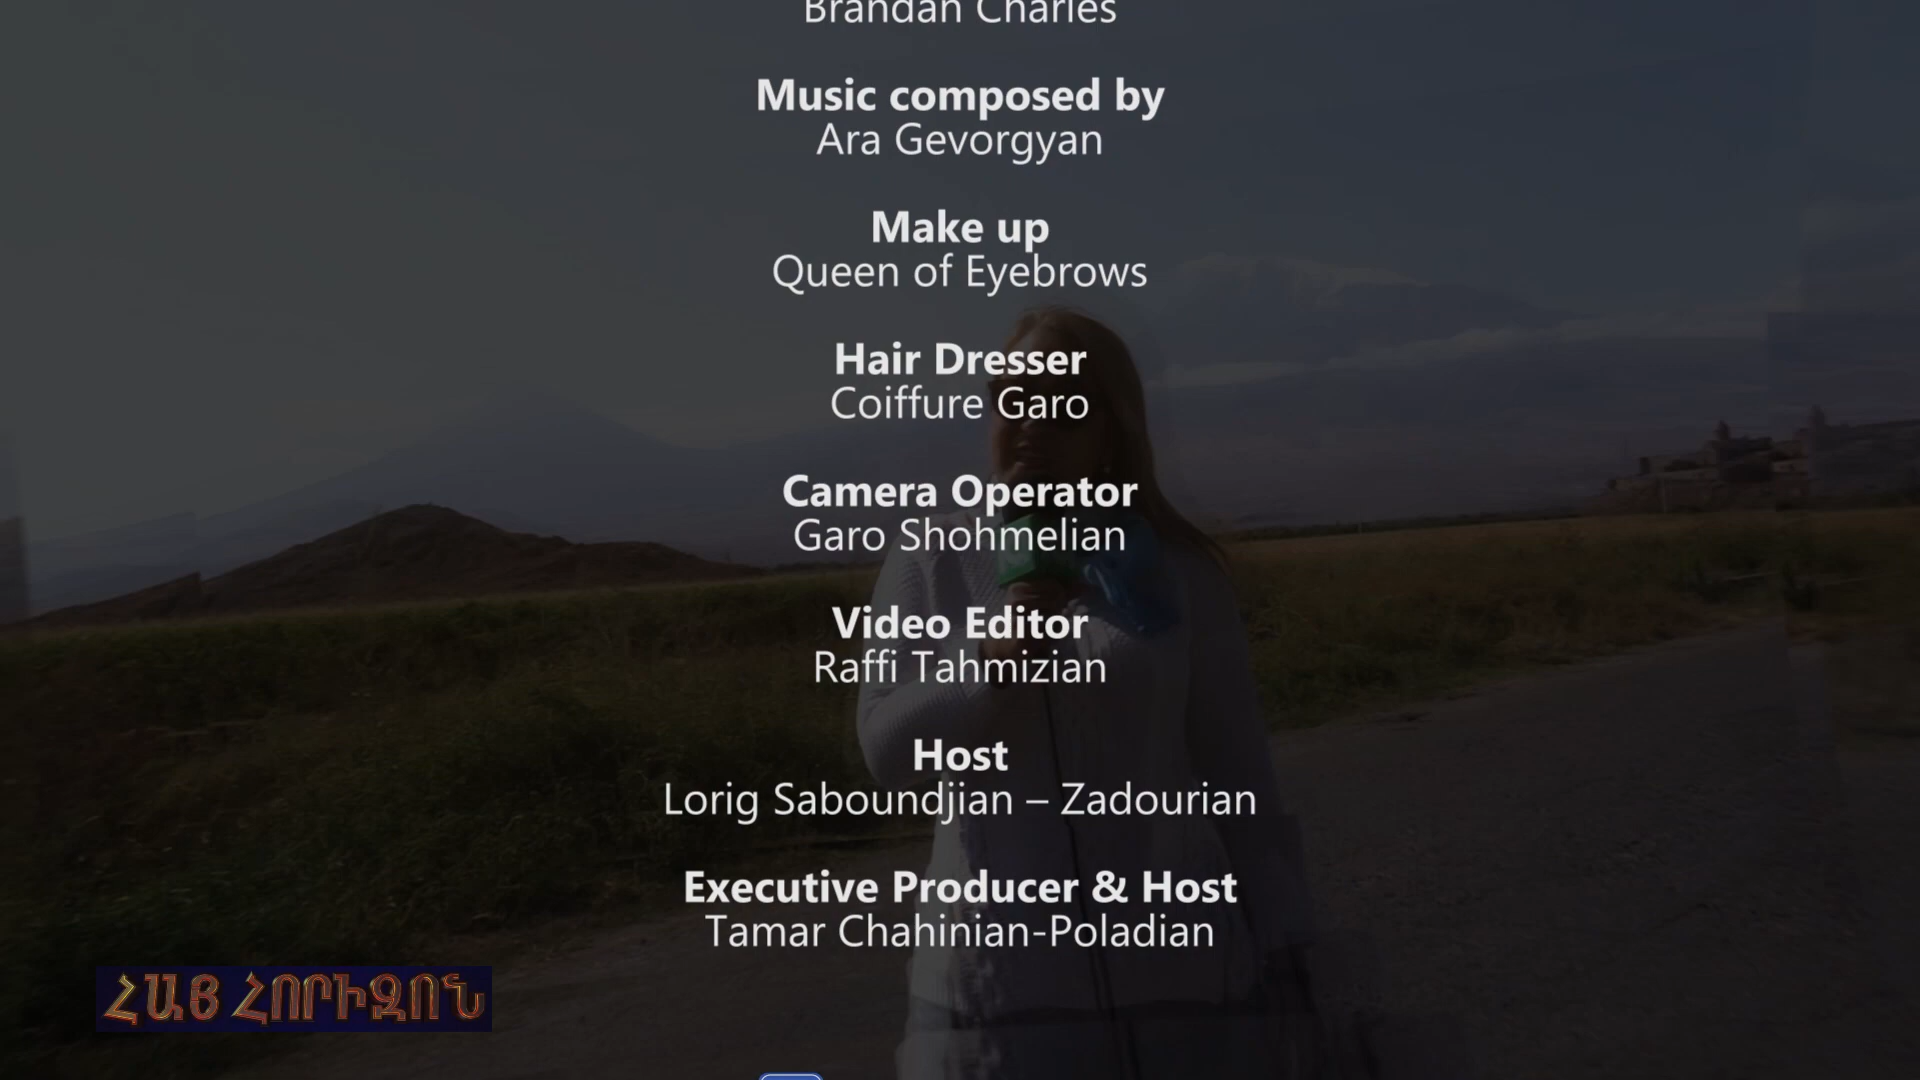 Brandan Charles
Music composed by
Ara Gevorgyan
Make up
Queen of Eyebrows
Hair Dresser
Coiffure Garo
Camera Operator
Garo Shohmelian
Video Editor
Raffi Tahmizian
Host
Lorig Saboundjian – Zadourian
Executive Producer & Host
Tamar Chahinian-Poladian
ՀԱՅ ՀՈՐԻԶՈՆ